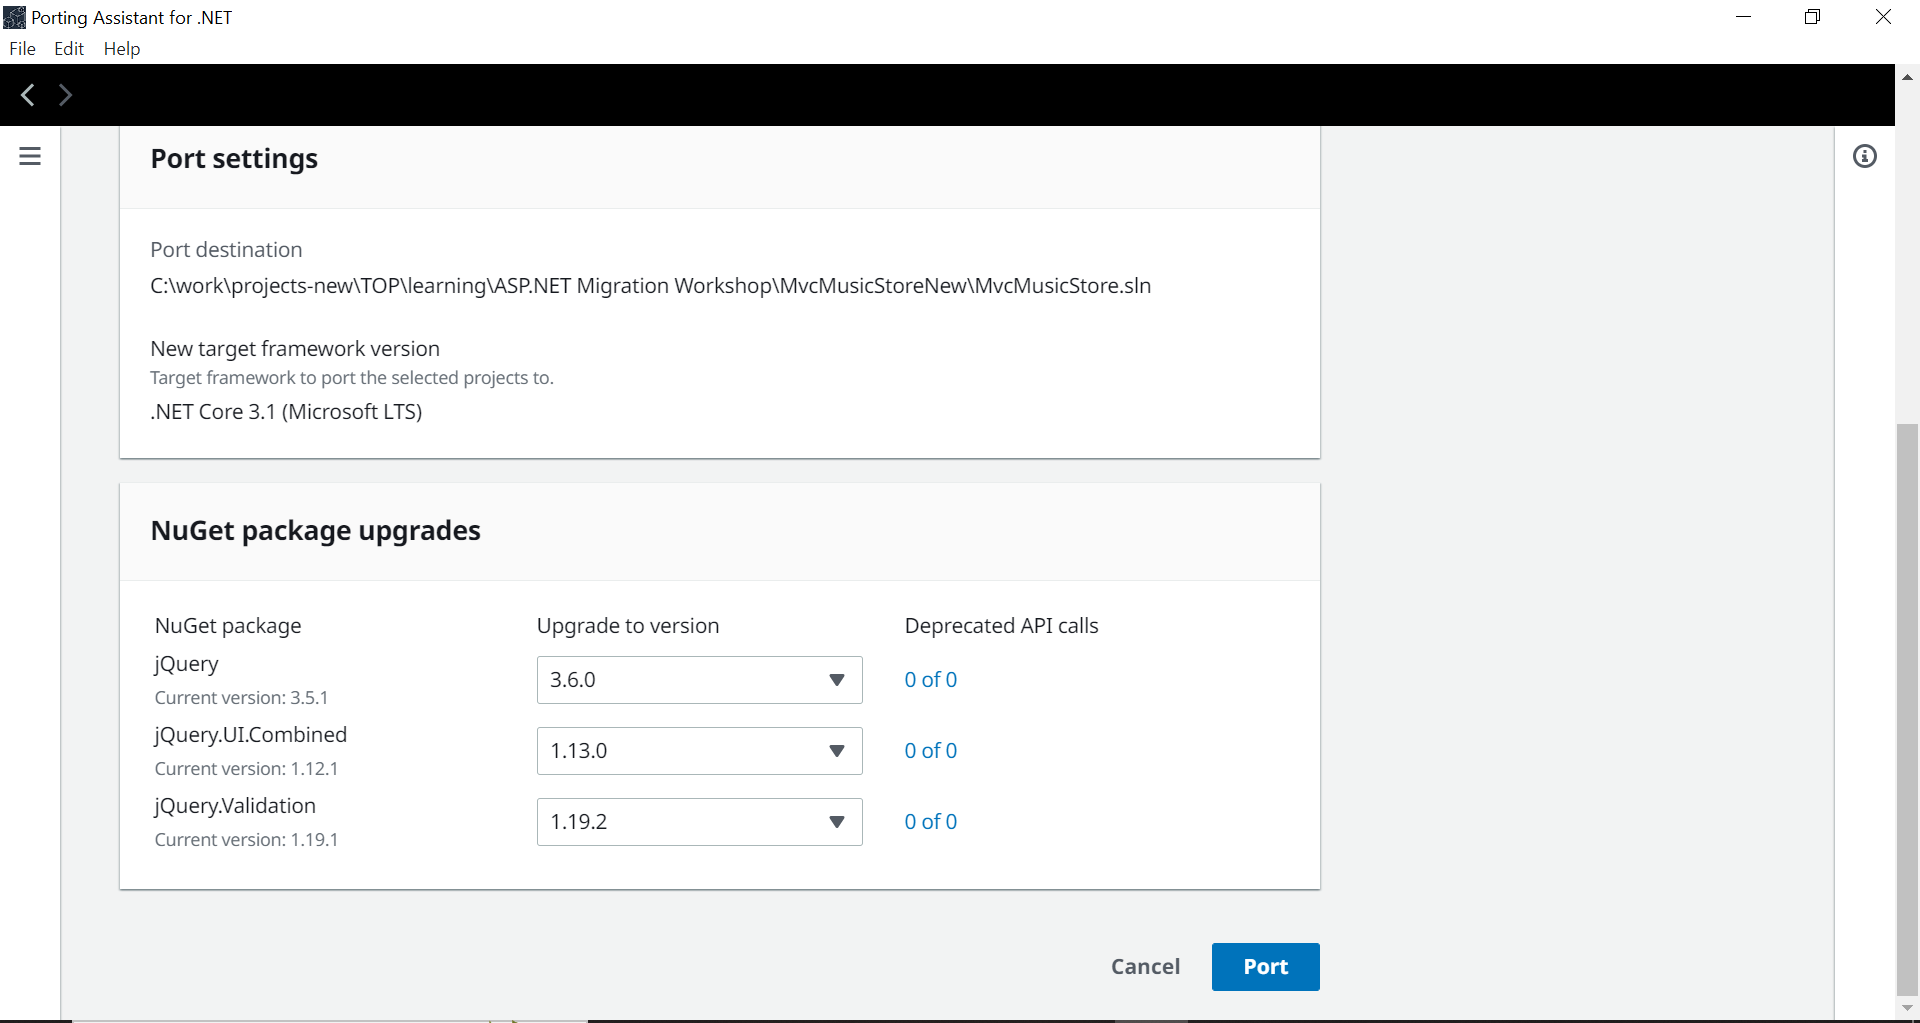 Porting Assistant for .NET
File Edit Help
Port settings
Port destination
C:\work\projects-new\TOP\learning\ASP.NET Migration Workshop\MvcMusicStoreNew\MvcMusicStore.sln
New target framework version
Target framework to port the selected projects to.
.NET Core 3.1 (Microsoft LTS)
NuGet package upgrades
NuGet package Upgrade to version Deprecated API calls
jQuery
3.6.0 0 of 0
Current version: 3.5.1
jQuery.UI.Combined
1.13.0 0 of 0
Current version: 1.12.1
jQuery.Validation
1.19.2 0 of 0
Current version: 1.19.1
Cancel Port